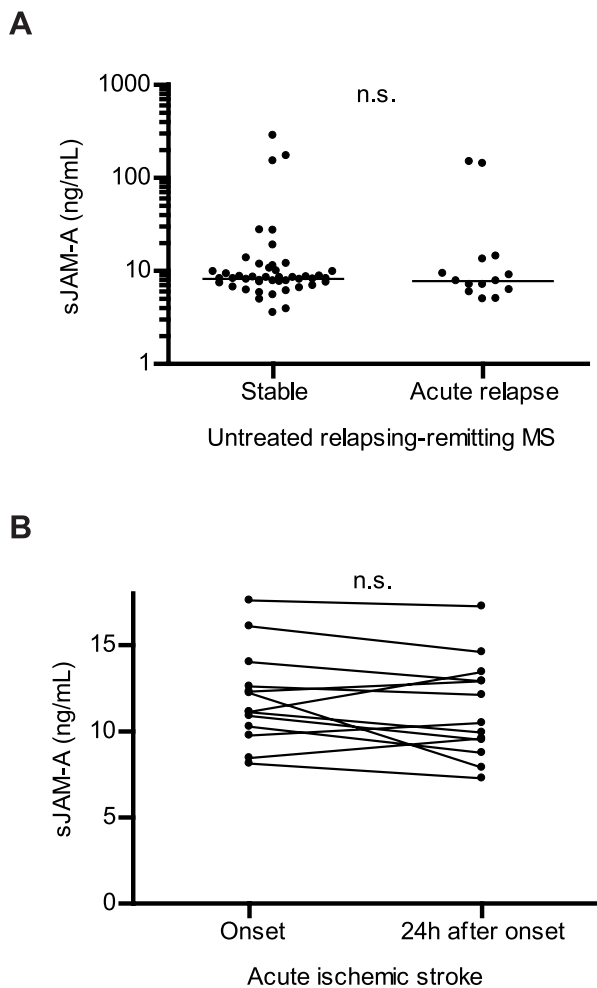 A
n.s.
sJAM-A (ng/mL)
1000
100
10
1
Stable
Acute relapse
Untreated relapsing-remitting MS
B
n.s.
sJAM-A (ng/mL)
15
10
5
0
Onset
24h after onset
Acute ischemic stroke